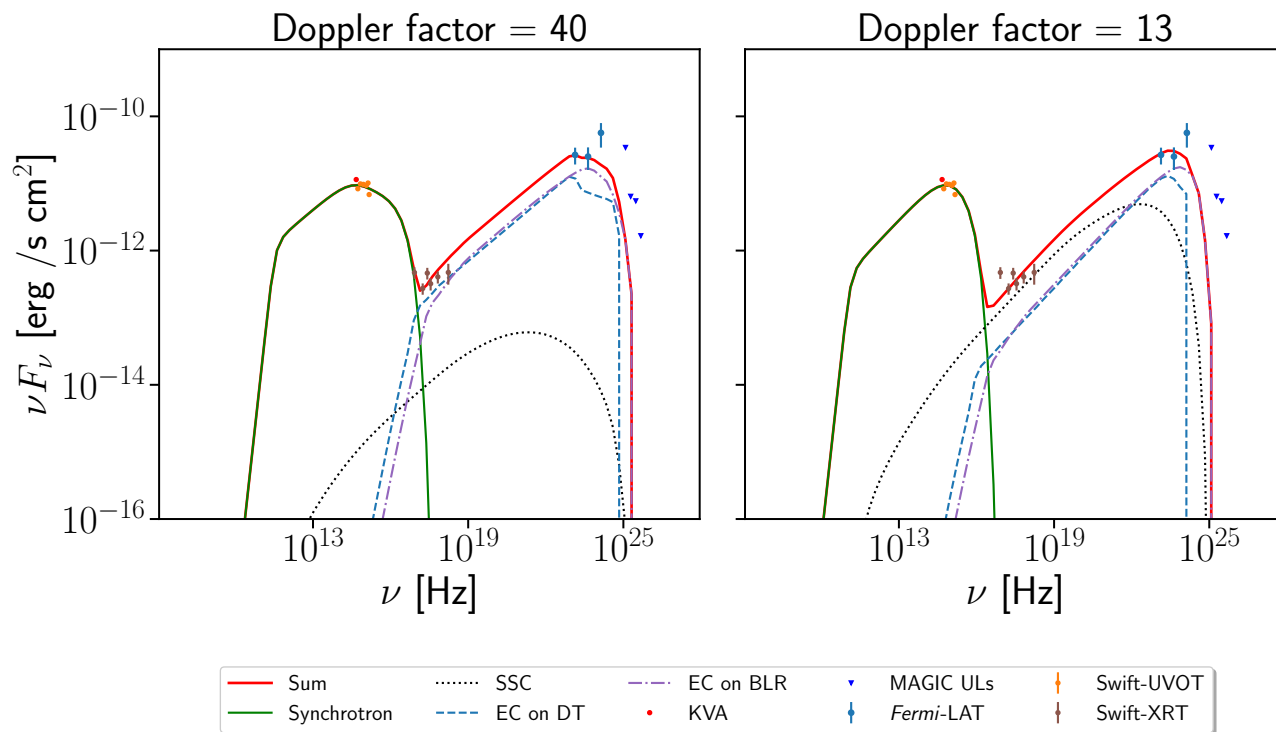 Doppler factor = 40
Doppler factor = 13
νFν [erg /s cm²]
10⁻¹⁰
10⁻¹²
10⁻¹⁴
10⁻¹⁶
10¹³ 10¹⁹ 10²⁵
10¹³ 10¹⁹ 10²⁵
ν [Hz]
ν [Hz]
Sum SSC EC on BLR MAGIC ULs Swift-UVOT
Synchrotron EC on DT KVA Fermi-LAT Swift-XRT